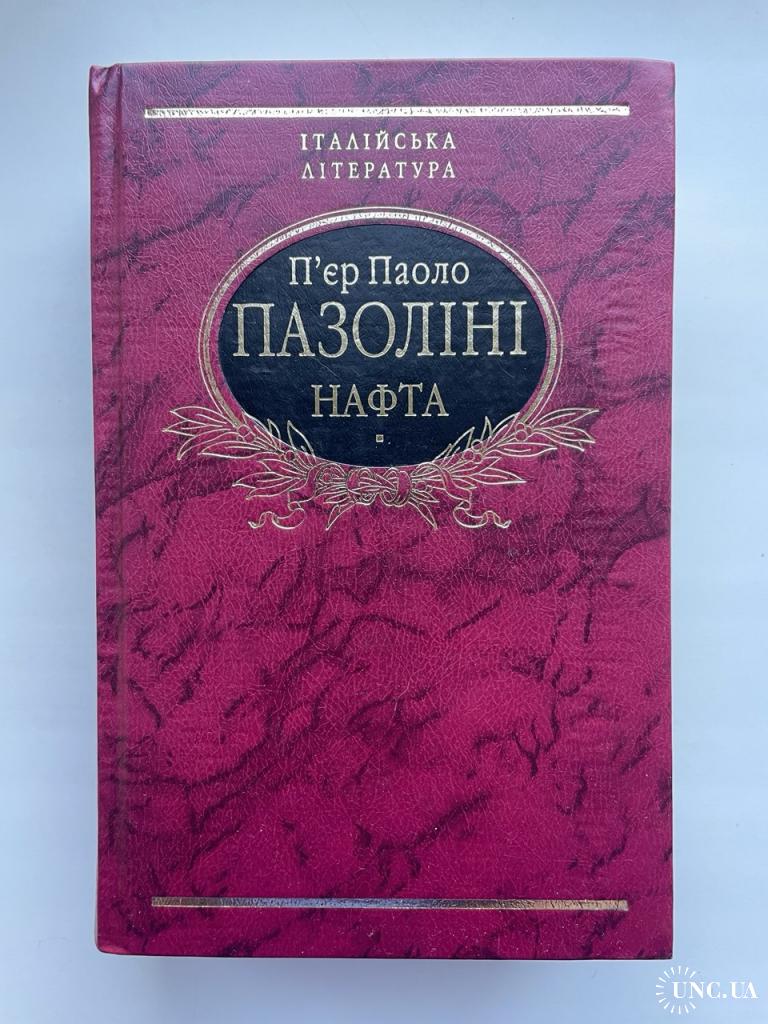 ІТАЛІЙСЬКА
ЛІТЕРАТУРА
П'єр Паоло
ПАЗОЛІНІ
НАФТА
UNC.UA